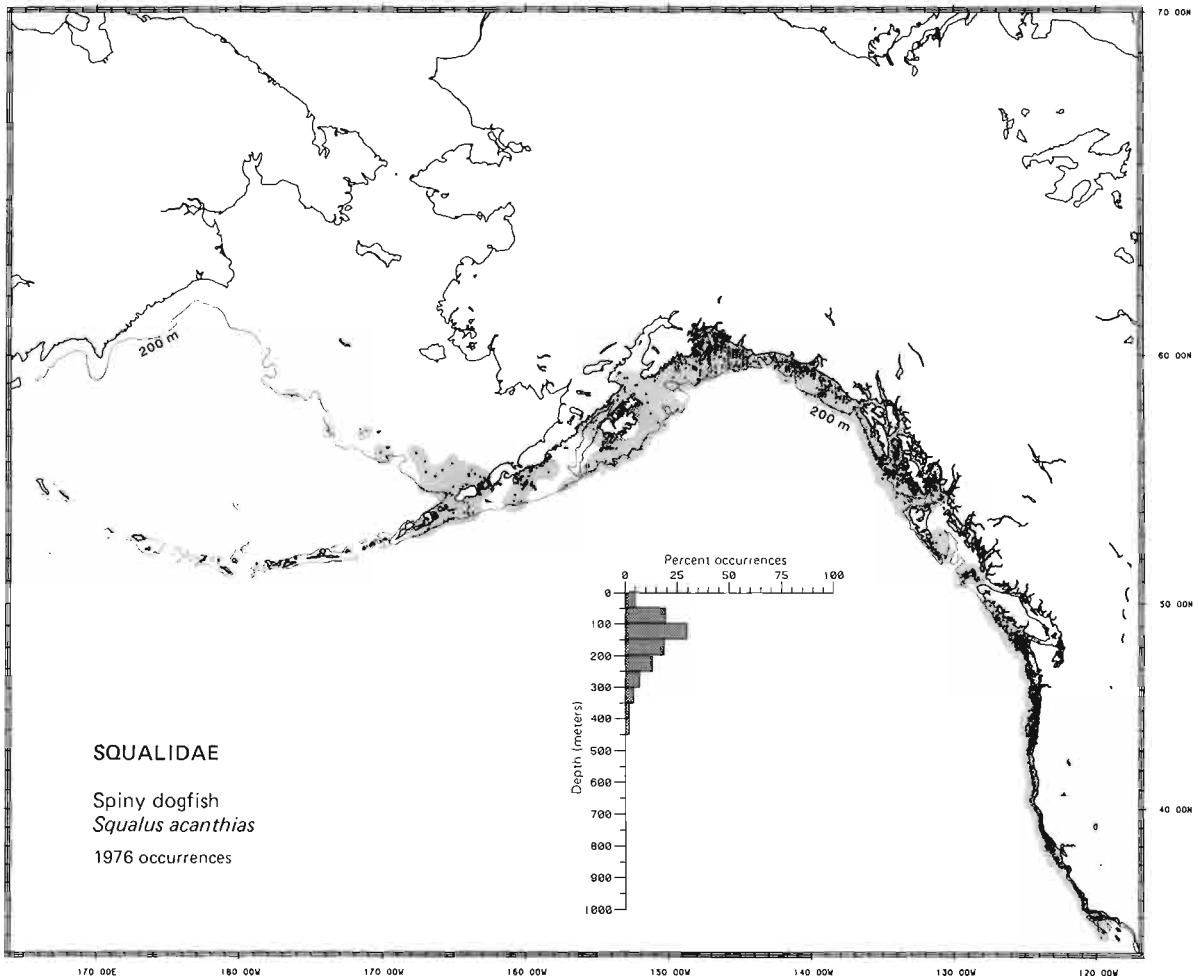 70 00N
200 m
60 00N
200 m
Percent occurrences
0 25 50 75 100
50 00N
0
100
200
300
400
500
600
700
800
900
1000
Depth (meters)
40 00N
SQUALIDAE
Spiny dogfish
Squalus acanthias
1976 occurrences
170 00E 180 00W 170 00W 160 00W 150 00W 140 00W 130 00W 120 00W